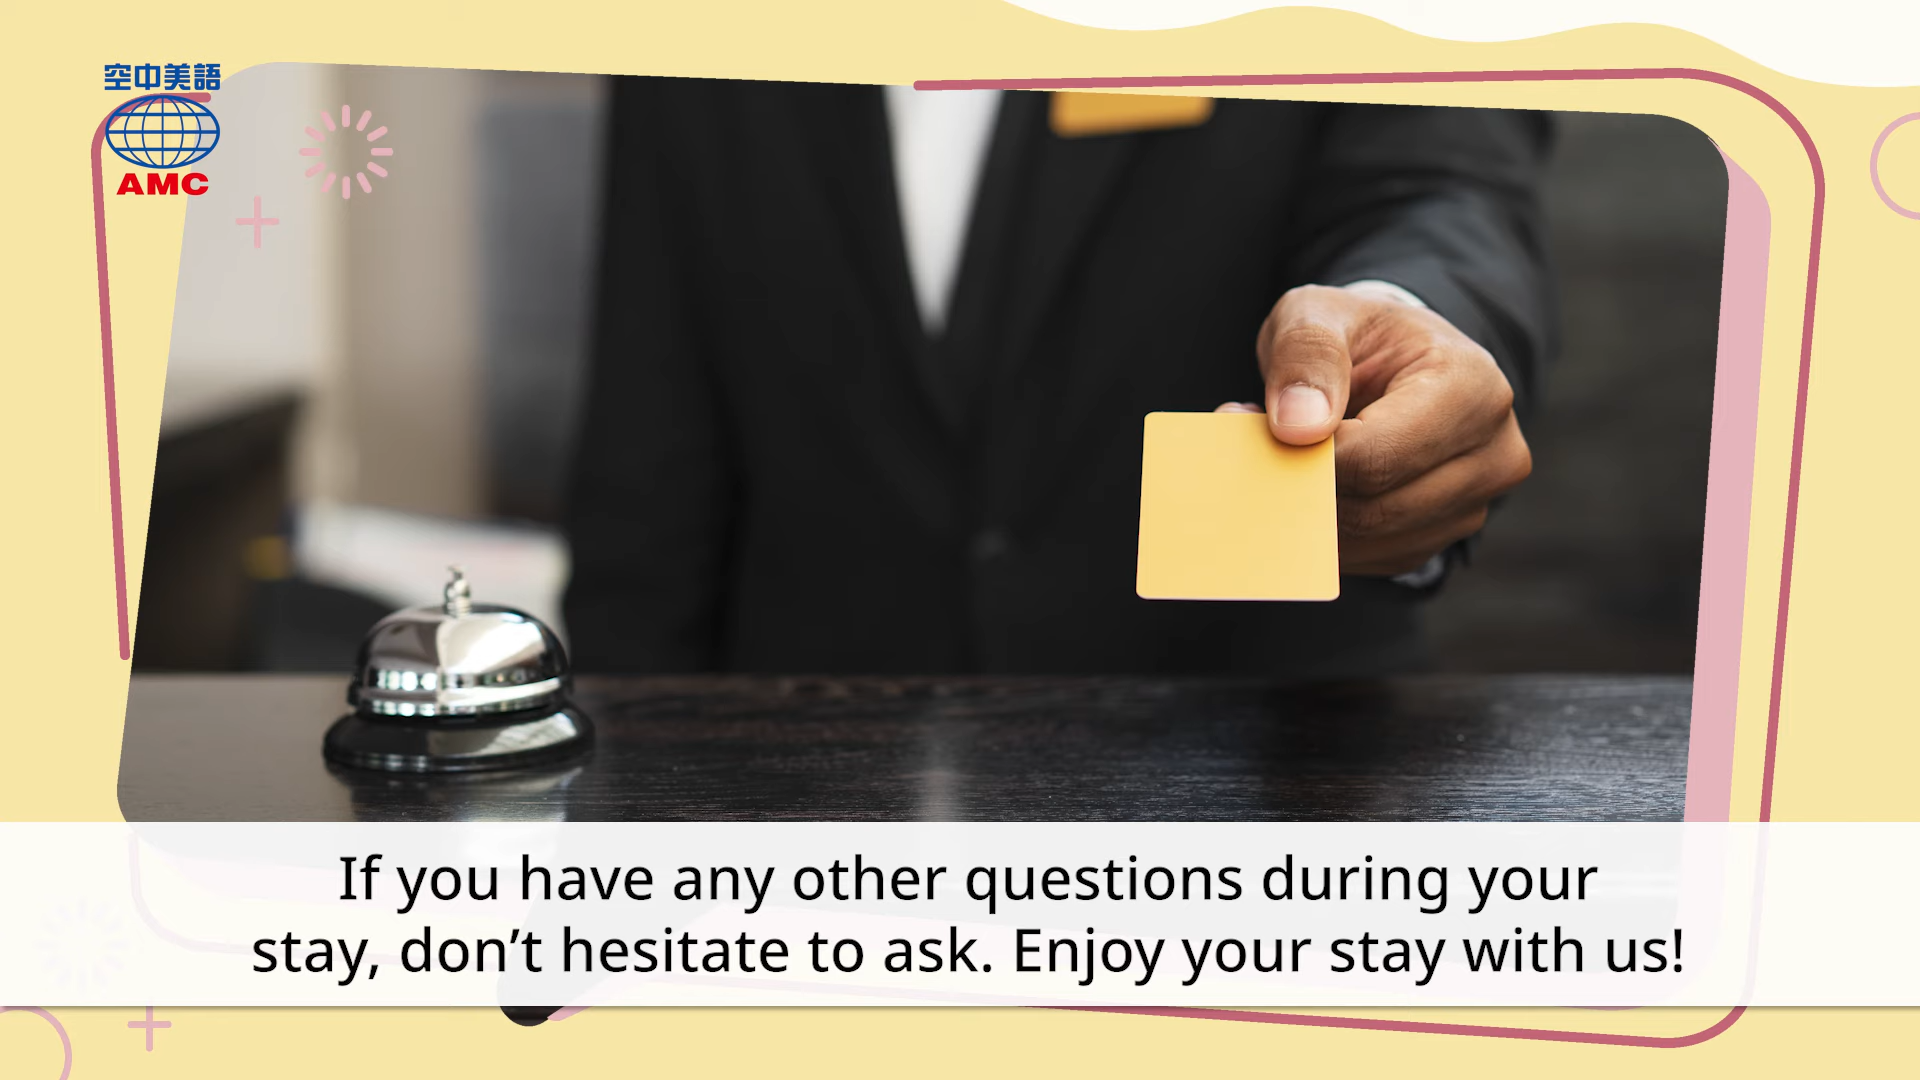 空中美語
AMC
If you have any other questions during your
stay, don’t hesitate to ask. Enjoy your stay with us!